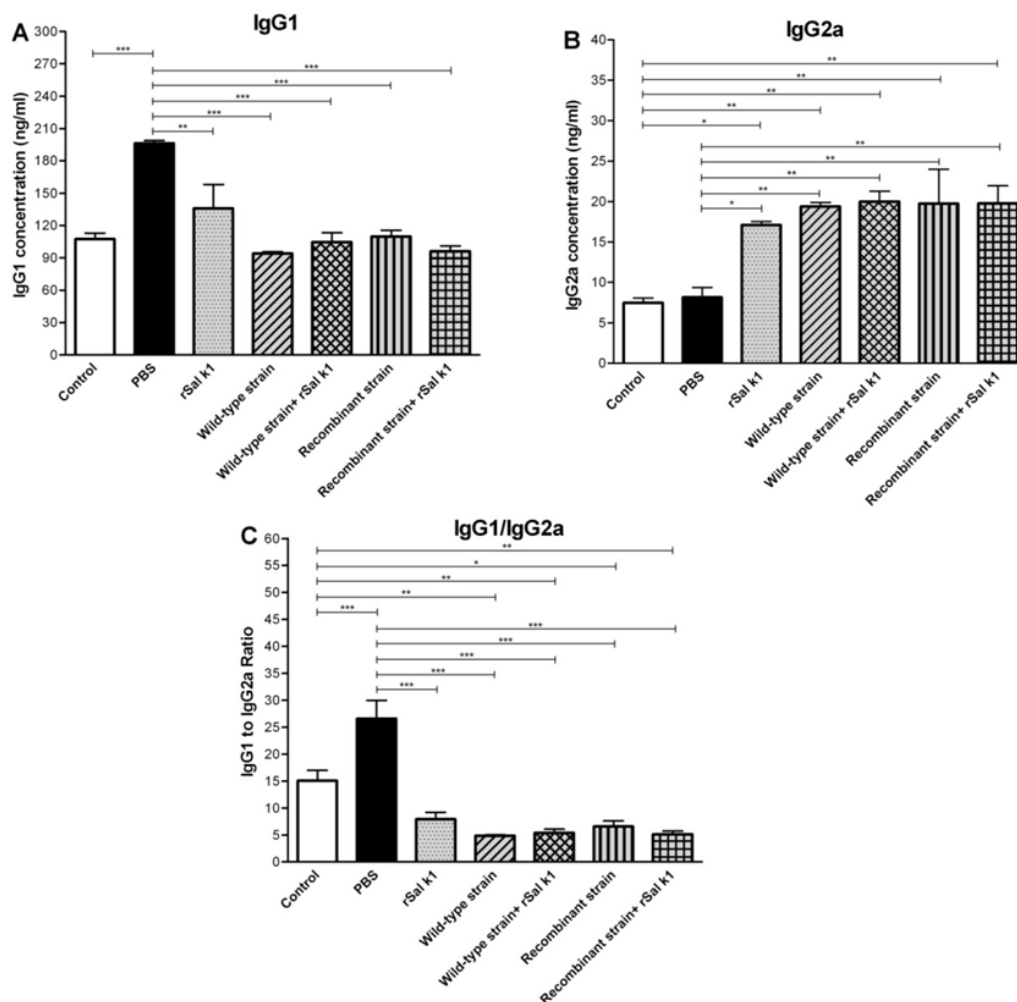 A
IgG1
IgG1 concentration (ng/ml)
300
270
240
210
180
150
120
90
60
30
0
***
***
***
***
***
**
Control
PBS
rSal k1
Wild-type strain
Wild-type strain+ rSal k1
Recombinant strain
Recombinant strain+ rSal k1
B
IgG2a
IgG2a concentration (ng/ml)
40
35
30
25
20
15
10
5
0
**
**
**
**
*
**
**
**
**
*
Control
PBS
rSal k1
Wild-type strain
Wild-type strain+ rSal k1
Recombinant strain
Recombinant strain+ rSal k1
C
IgG1/IgG2a
IgG1 to IgG2a Ratio
60
55
50
45
40
35
30
25
20
15
10
5
0
**
*
**
**
***
***
***
***
***
***
Control
PBS
rSal k1
Wild-type strain
Wild-type strain+ rSal k1
Recombinant strain
Recombinant strain+ rSal k1